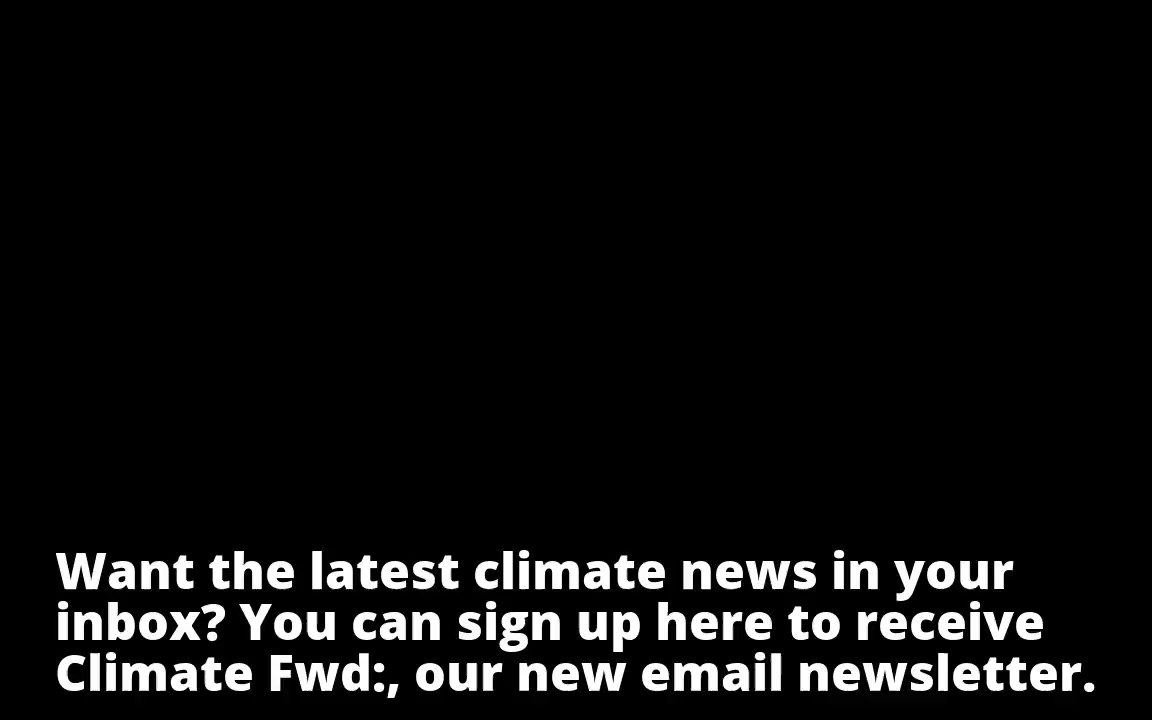 Want the latest climate news in your
inbox? You can sign up here to receive
Climate Fwd:, our new email newsletter.